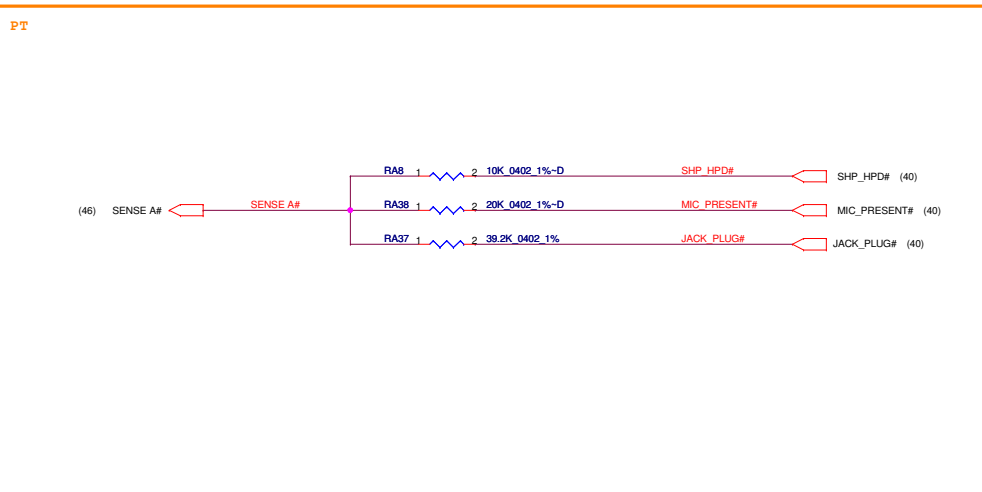 PT
RA8 1 2 10K_0402_1%~D SHP_HPD# SHP_HPD# (40)
(46) SENSE A# SENSE A# RA38 1 2 20K_0402_1%~D MIC_PRESENT# MIC_PRESENT# (40)
RA37 1 2 39.2K_0402_1% JACK_PLUG# JACK_PLUG# (40)